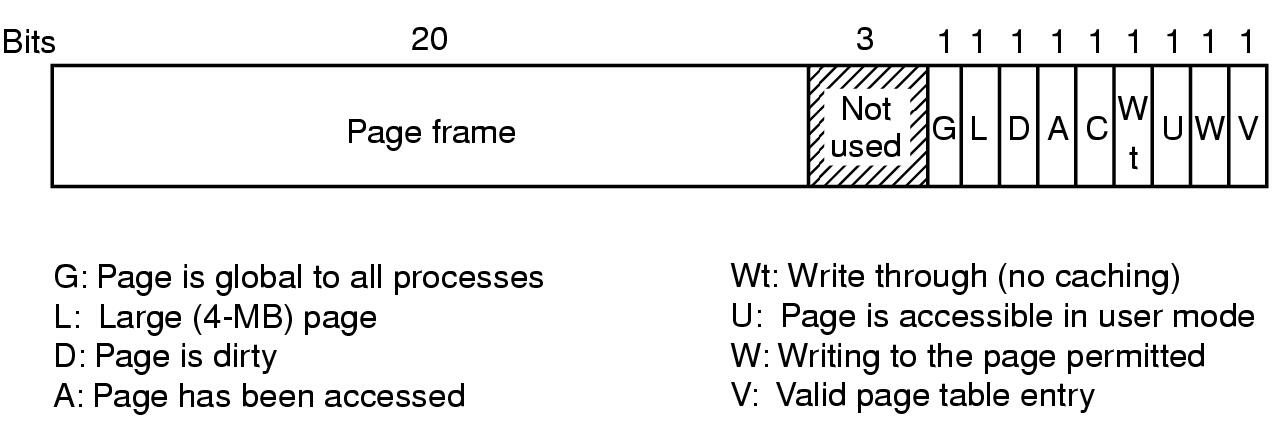 Bits 20 3 1 1 1 1 1 1 1 1 1
Page frame
Not
used
G L D A C W
t
U W V
G: Page is global to all processes
L: Large (4-MB) page
D: Page is dirty
A: Page has been accessed
Wt: Write through (no caching)
U: Page is accessible in user mode
W: Writing to the page permitted
V: Valid page table entry